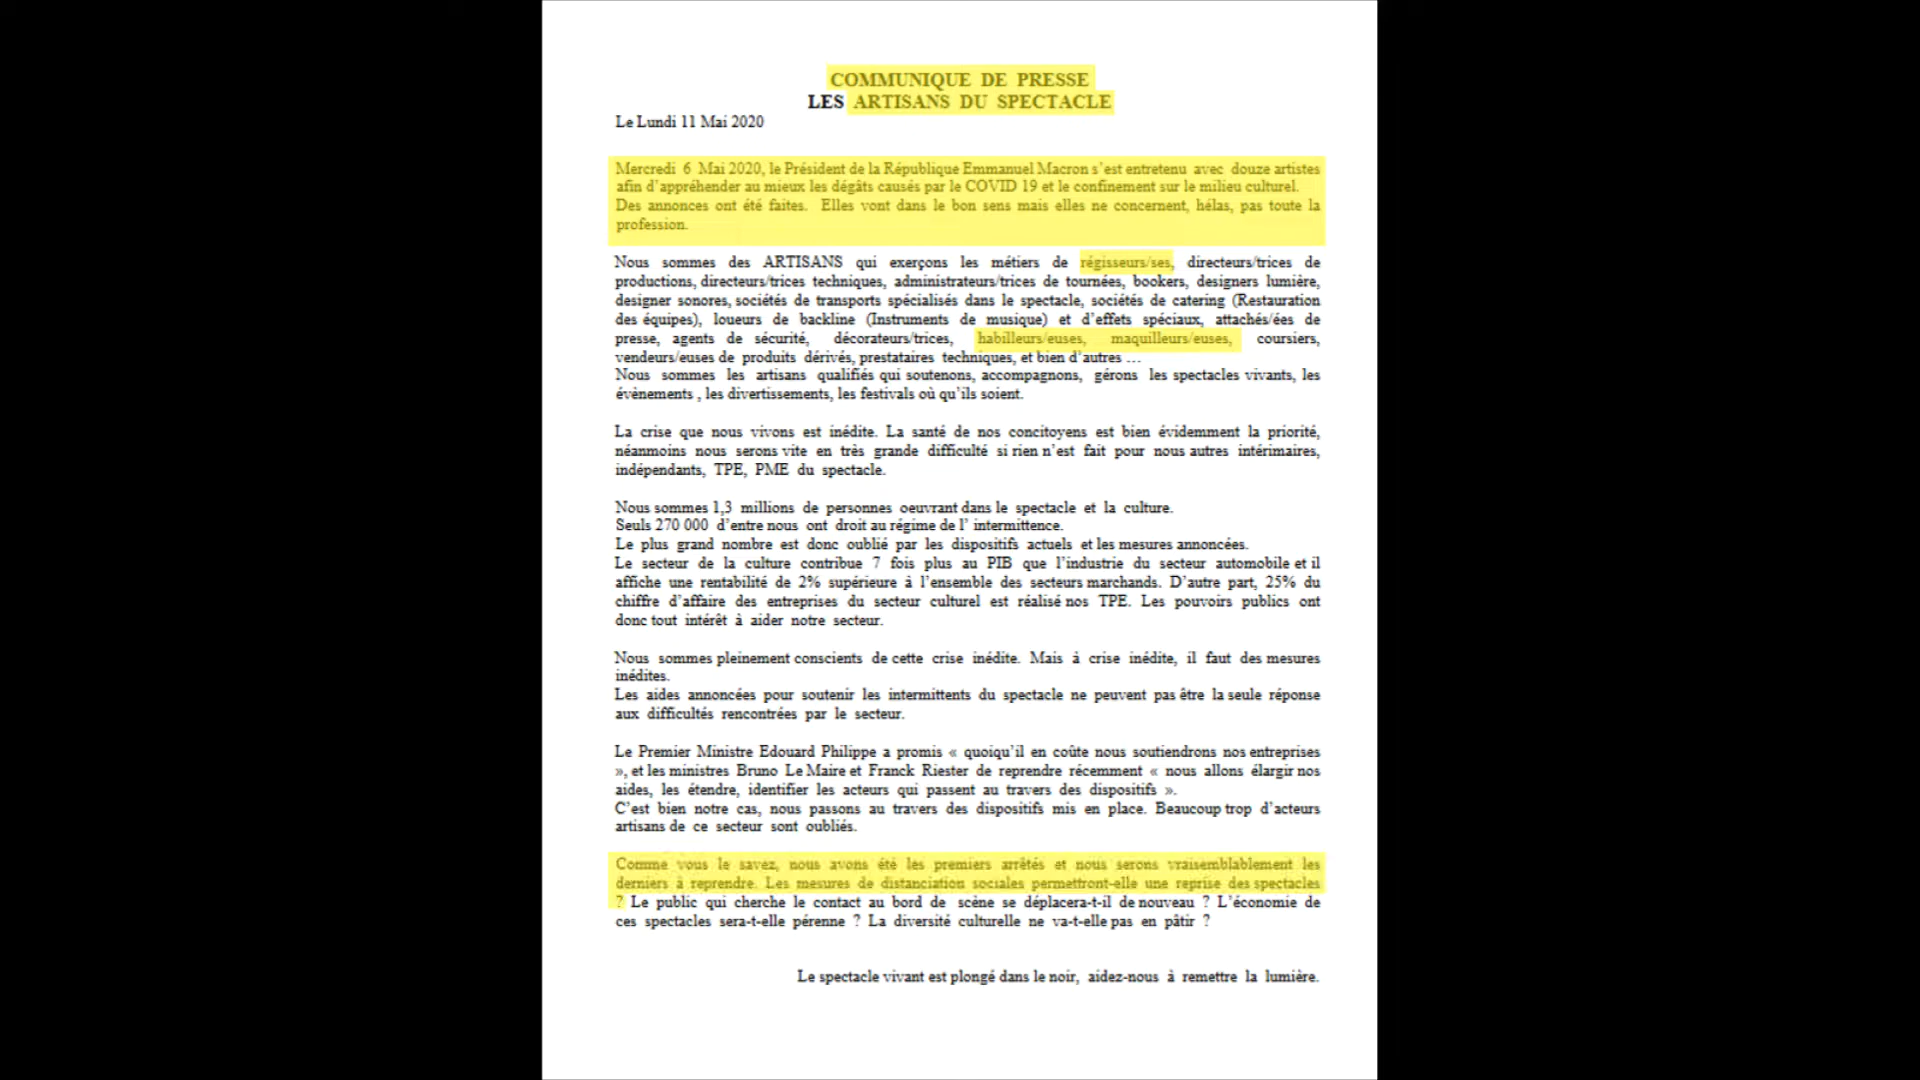 COMMUNIQUE DE PRESSE
LES ARTISANS DU SPECTACLE
Le Lundi 11 Mai 2020
Mercredi 6 Mai 2020, le Président de la République Emmanuel Macron s'est entretenu avec douze artistes
afin d'appréhender au mieux les dégâts causés par le COVID 19 et le confinement sur le milieu culturel.
Des annonces ont été faites. Elles vont dans le bon sens mais elles ne concernent, hélas, pas toute la
profession.
Nous sommes des ARTISANS qui exerçons les métiers de régisseurs/ses, directeurs/trices de
productions, directeurs/trices techniques, administrateurs/trices de tournées, bookers, designers lumière,
designer sonores, sociétés de transports spécialisés dans le spectacle, sociétés de catering (Restauration
des équipes), loueurs de backline (Instruments de musique) et d'effets spéciaux, attachés/ées de
presse, agents de sécurité, décorateurs/trices, habilleurs/euses, maquilleurs/euses, coursiers,
vendeurs/euses de produits dérivés, prestataires techniques, et bien d'autres …
Nous sommes les artisans qualifiés qui soutenons, accompagnons, gérons les spectacles vivants, les
évènements , les divertissements, les festivals où qu'ils soient.
La crise que nous vivons est inédite. La santé de nos concitoyens est bien évidemment la priorité,
néanmoins nous serons vite en très grande difficulté si rien n'est fait pour nous autres intérimaires,
indépendants, TPE, PME du spectacle.
Nous sommes 1,3 millions de personnes oeuvrant dans le spectacle et la culture.
Seuls 270 000 d'entre nous ont droit au régime de l' intermittence.
Le plus grand nombre est donc oublié par les dispositifs actuels et les mesures annoncées.
Le secteur de la culture contribue 7 fois plus au PIB que l'industrie du secteur automobile et il
affiche une rentabilité de 2% supérieure à l'ensemble des secteurs marchands. D'autre part, 25% du
chiffre d'affaire des entreprises du secteur culturel est réalisé nos TPE. Les pouvoirs publics ont
donc tout intérêt à aider notre secteur.
Nous sommes pleinement conscients de cette crise inédite. Mais à crise inédite, il faut des mesures
inédites.
Les aides annoncées pour soutenir les intermittents du spectacle ne peuvent pas être la seule réponse
aux difficultés rencontrées par le secteur.
Le Premier Ministre Edouard Philippe a promis « quoiqu'il en coûte nous soutiendrons nos entreprises
», et les ministres Bruno Le Maire et Franck Riester de reprendre récemment « nous allons élargir nos
aides, les étendre, identifier les acteurs qui passent au travers des dispositifs ».
C'est bien notre cas, nous passons au travers des dispositifs mis en place. Beaucoup trop d'acteurs
artisans de ce secteur sont oubliés.
Comme vous le savez, nous avons été les premiers arrêtés et nous serons vraisemblablement les
derniers à reprendre. Les mesures de distanciation sociales permettront-elle une reprise des spectacles
? Le public qui cherche le contact au bord de scène se déplacera-t-il de nouveau ? L'économie de
ces spectacles sera-t-elle pérenne ? La diversité culturelle ne va-t-elle pas en pâtir ?
Le spectacle vivant est plongé dans le noir, aidez-nous à remettre la lumière.